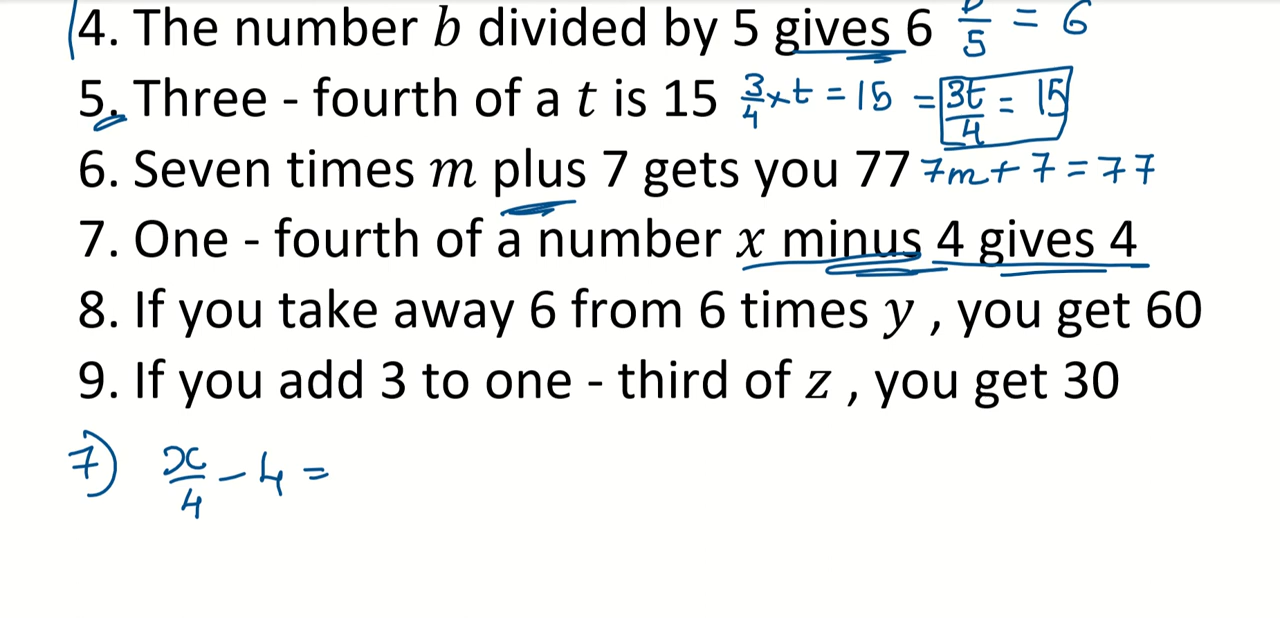 4. The number b divided by 5 gives 6 b/5 = 6
5. Three - fourth of a t is 15 3/4 × t = 15 = 3t/4 = 15
6. Seven times m plus 7 gets you 77 7m + 7 = 77
7. One - fourth of a number x minus 4 gives 4
8. If you take away 6 from 6 times y , you get 60
9. If you add 3 to one - third of z , you get 30
7) x/4 - 4 =